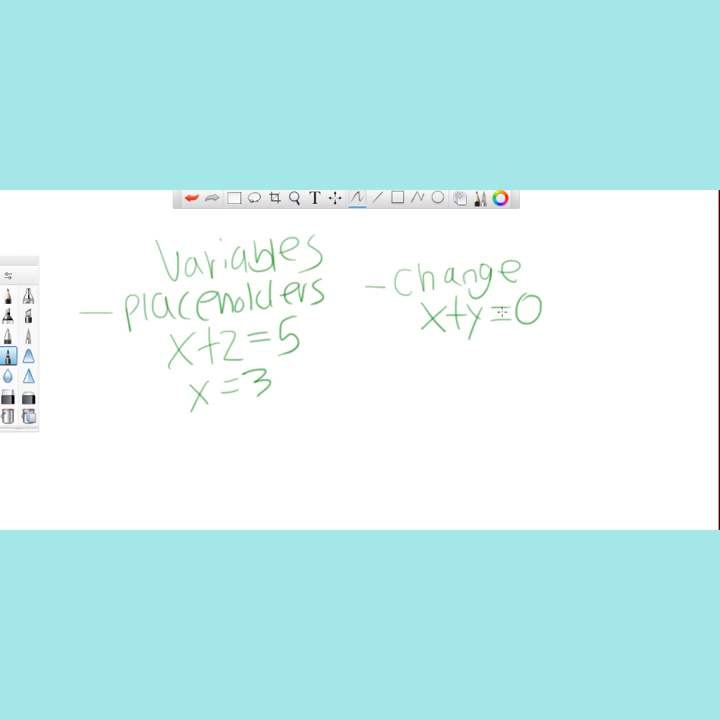 Variables
- placeholders
x+2=5
x=3
- Change
x+y=0